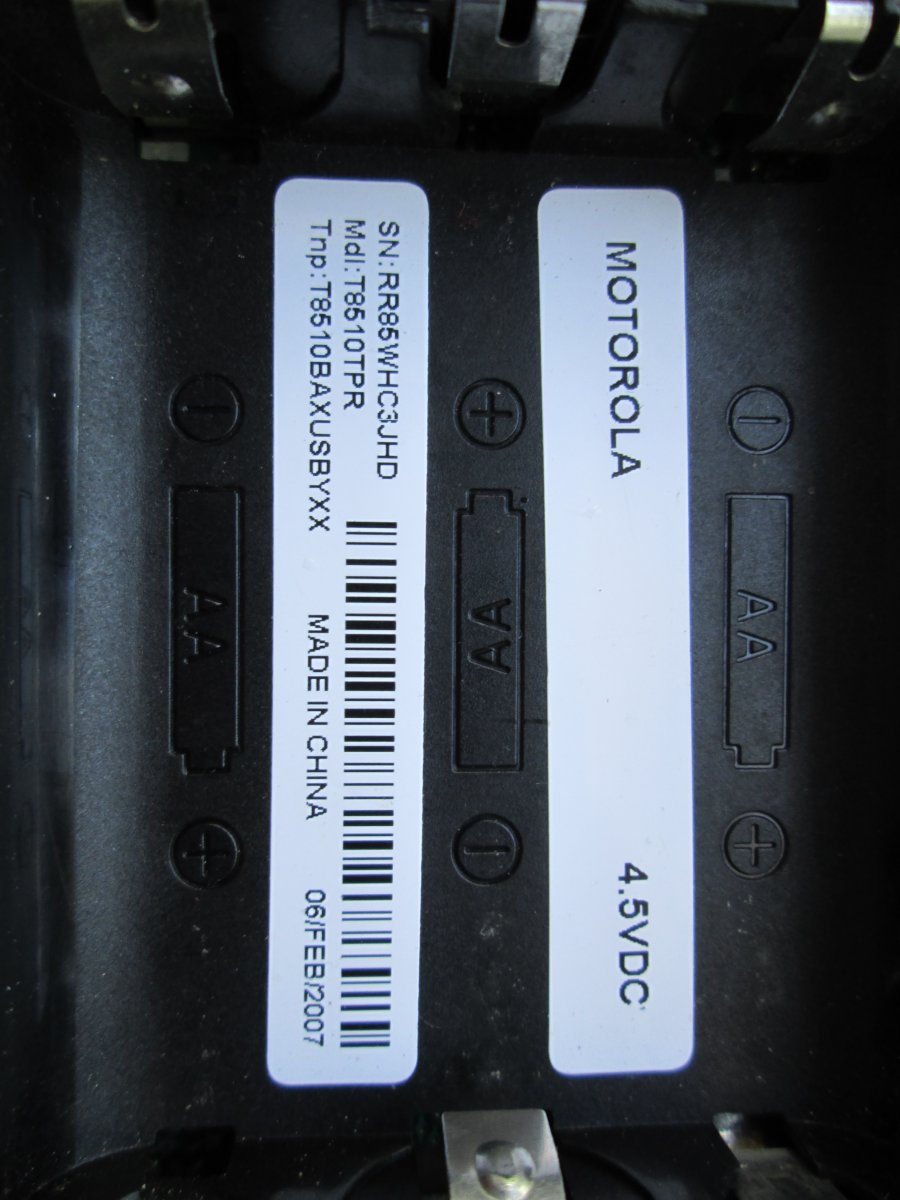 MOTOROLA 4.5VDC
SN:RR85WHC3JHD
Mdl:T8510TPR
Tnp:T8510BAXUSBYXX MADE IN CHINA 06/FEB/2007
AA
AA
AA